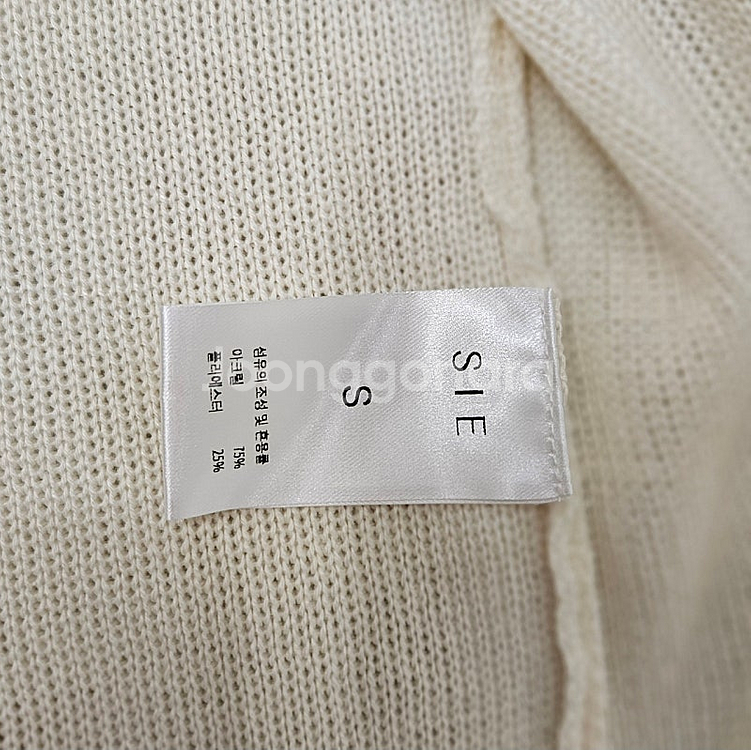 SIE
S
섬유의 조성 및 혼용률
아크릴 75%
폴리에스터 25%
Joonggonara